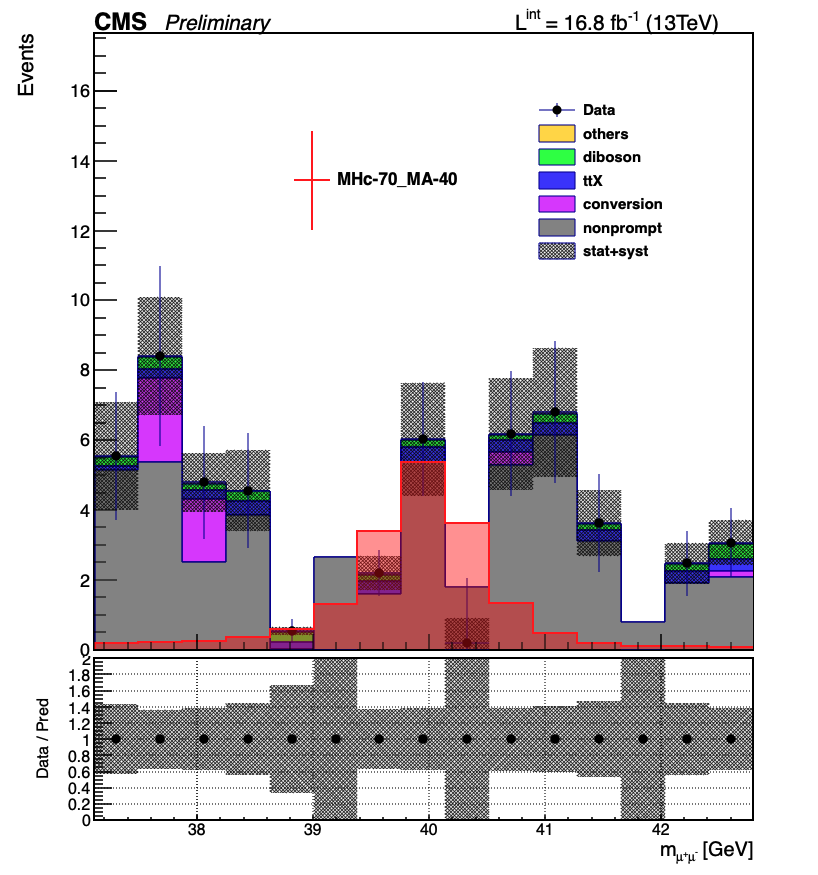 CMS Preliminary L^int = 16.8 fb^-1 (13TeV)
Events
16
14
12
10
8
6
4
2
0
Data
others
diboson
ttX
conversion
nonprompt
stat+syst
MHc-70_MA-40
Data / Pred
2
1.8
1.6
1.4
1.2
1
0.8
0.6
0.4
0.2
0
38 39 40 41 42
m_μ+μ- [GeV]